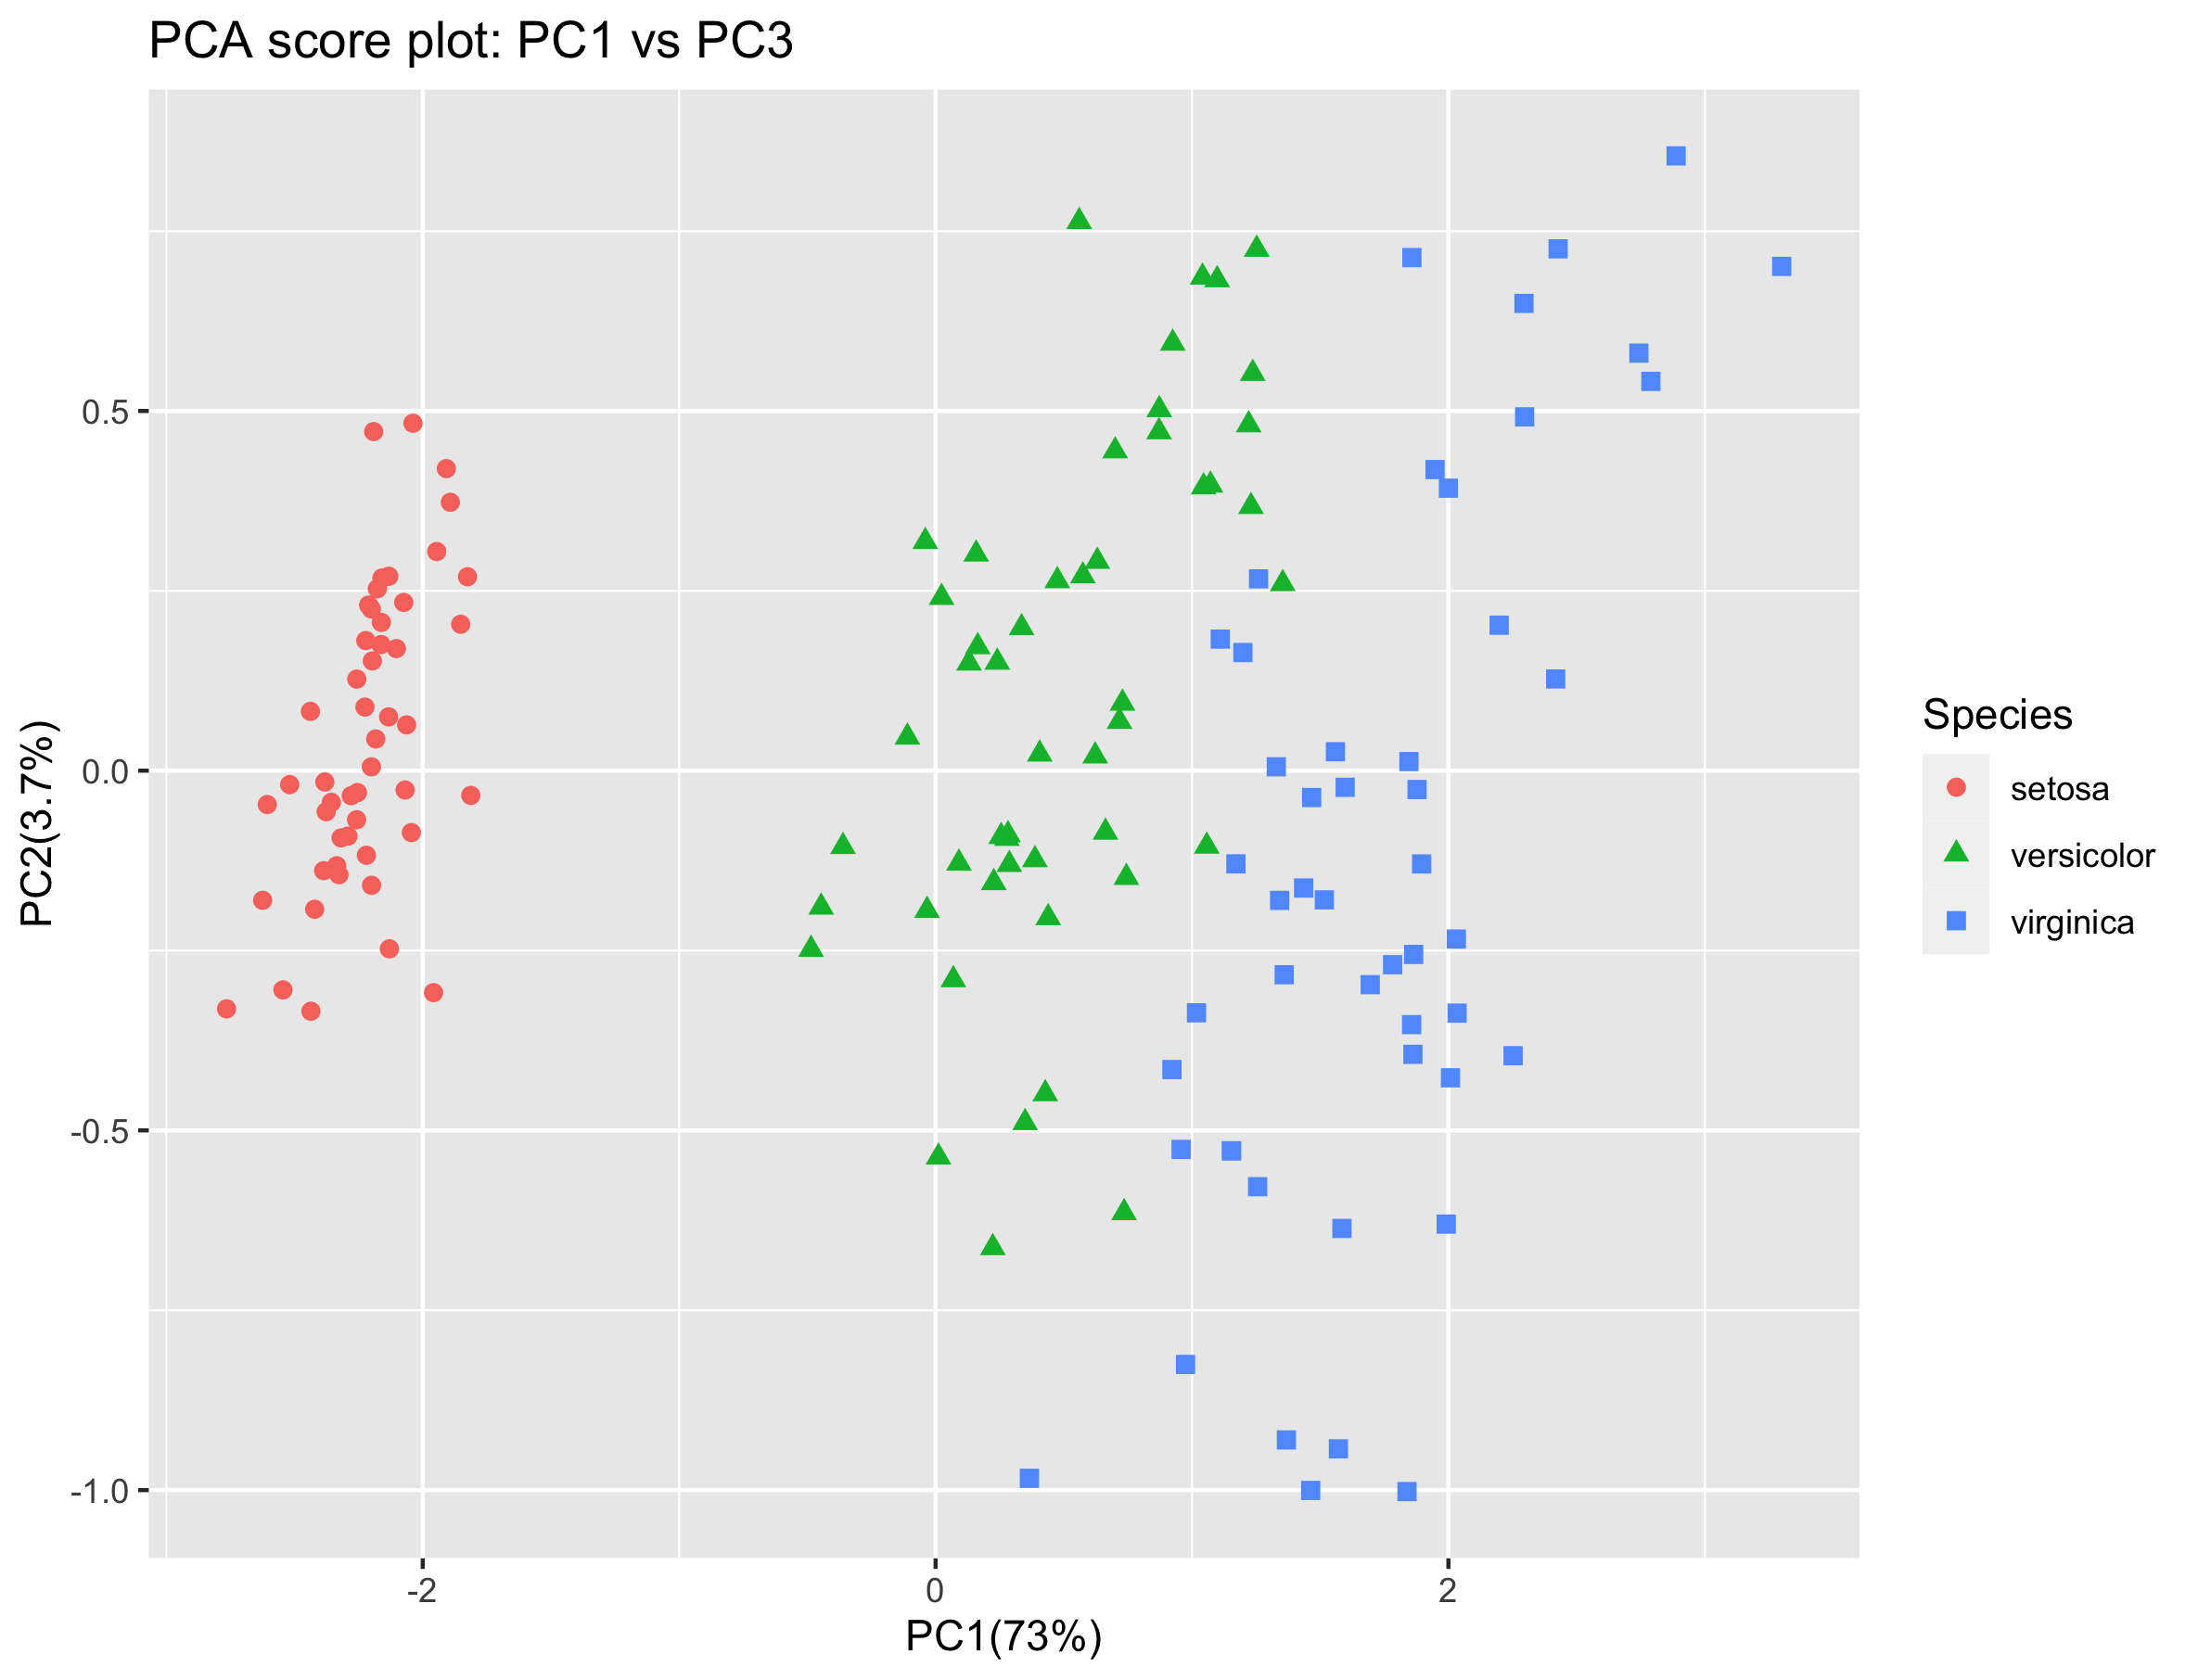 PCA score plot: PC1 vs PC3
0.5
0.0
-0.5
-1.0
PC2(3.7%)
-2
0
2
PC1(73%)
Species
setosa
versicolor
virginica